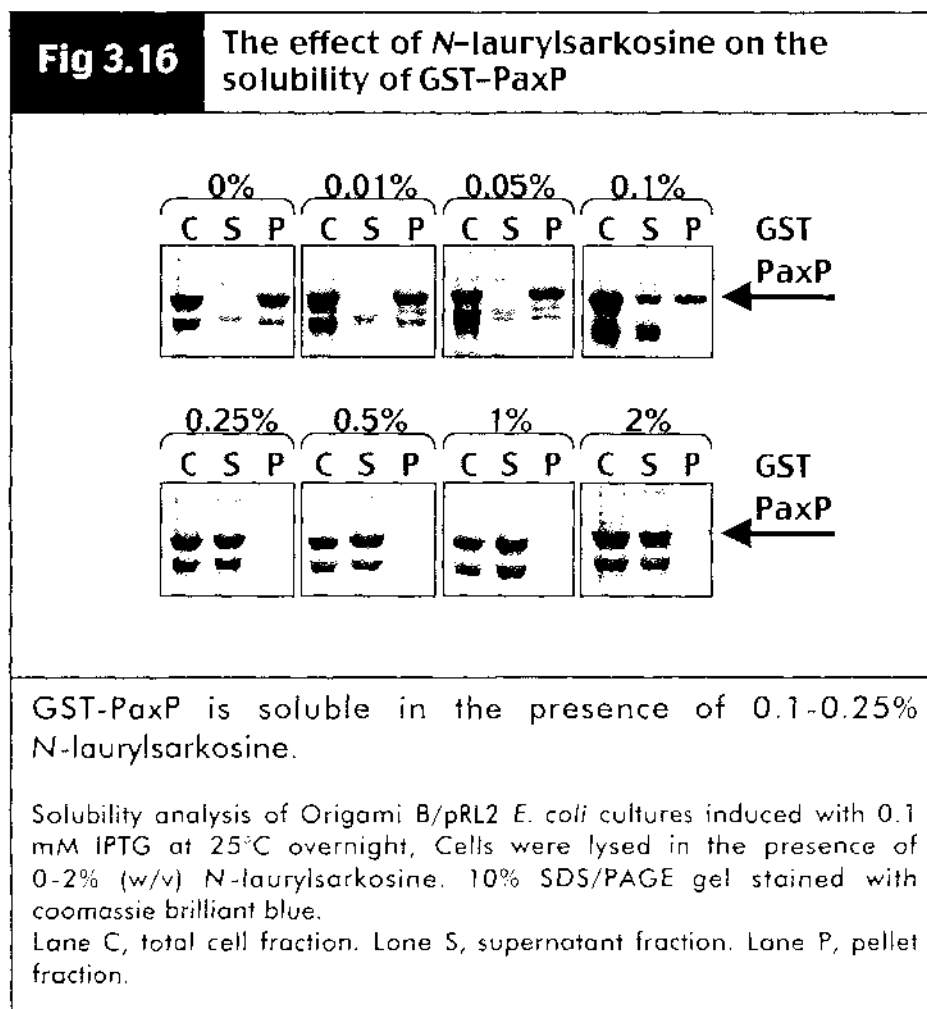 Fig 3.16
The effect of N-laurylsarkosine on the
solubility of GST-PaxP
0% 0.01% 0.05% 0.1%
C S P C S P C S P C S P GST
PaxP
0.25% 0.5% 1% 2%
C S P C S P C S P C S P GST
PaxP
GST-PaxP is soluble in the presence of 0.1-0.25%
N-laurylsarkosine.
Solubility analysis of Origami B/pRL2 E. coli cultures induced with 0.1
mM IPTG at 25°C overnight, Cells were lysed in the presence of
0-2% (w/v) N-laurylsarkosine. 10% SDS/PAGE gel stained with
coomassie brilliant blue.
Lane C, total cell fraction. Lane S, supernatant fraction. Lane P, pellet
fraction.